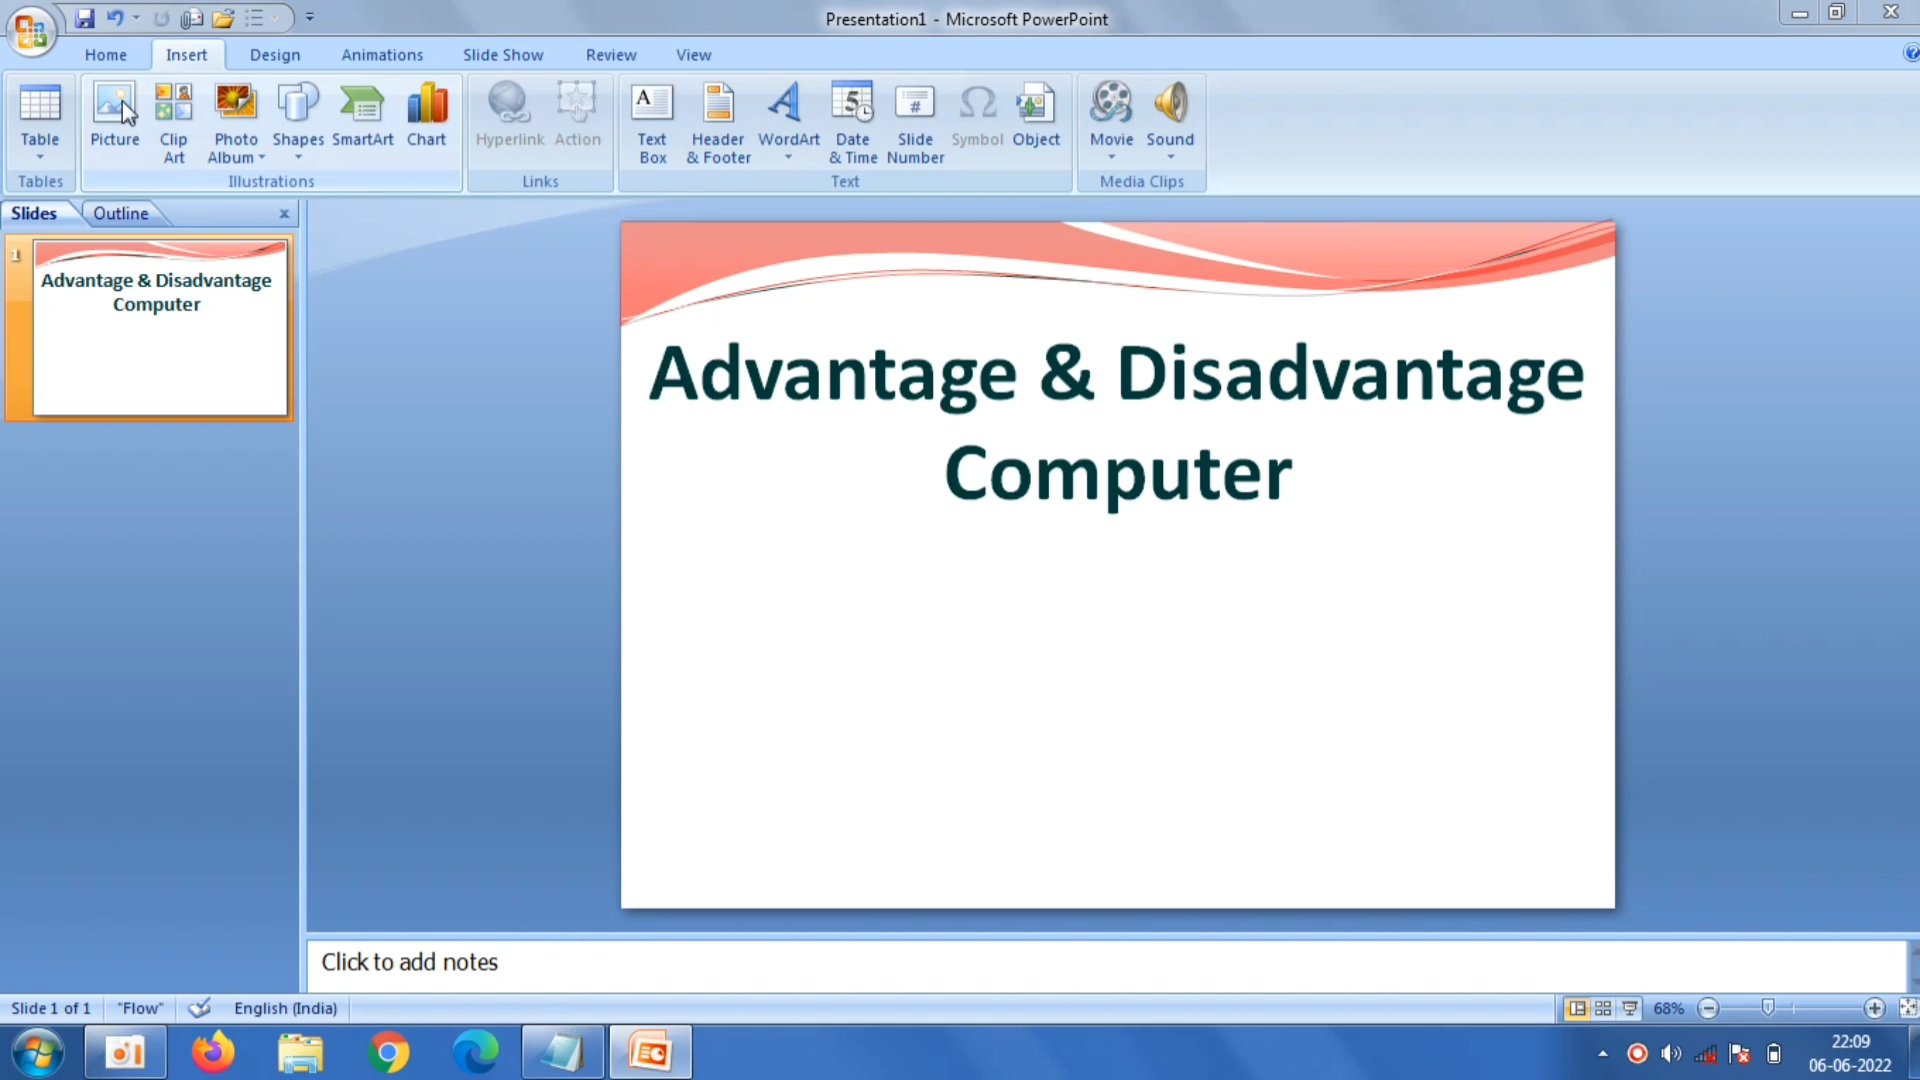 Presentation1 - Microsoft PowerPoint
Home Insert Design Animations Slide Show Review View
Table
Picture
Clip
Art
Photo
Album
Shapes
SmartArt
Chart
Hyperlink
Action
A
Text
Box
#
Header
& Footer
A
WordArt
5
Date
& Time
Slide
Number
Ω
Symbol
Object
Movie
Sound
Tables
Illustrations
Links
Text
Media Clips
Slides
Outline
x
1
Advantage & Disadvantage
Computer
Advantage & Disadvantage
Computer
Click to add notes
Slide 1 of 1
"Flow"
English (India)
68%
22:09
06-06-2022